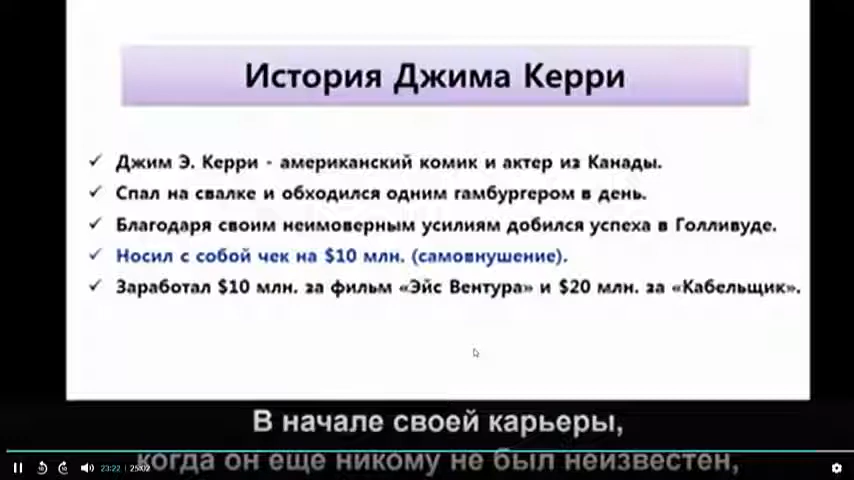 История Джима Керри
✓ Джим Э. Керри - американский комик и актер из Канады.
✓ Спал на свалке и обходился одним гамбургером в день.
✓ Благодаря своим неимоверным усилиям добился успеха в Голливуде.
✓ Носил с собой чек на $10 млн. (самовнушение).
✓ Заработал $10 млн. за фильм «Эйс Вентура» и $20 млн. за «Кабельщик».
В начале своей карьеры,
когда он еще никому не был неизвестен,
23:22 | 25:02